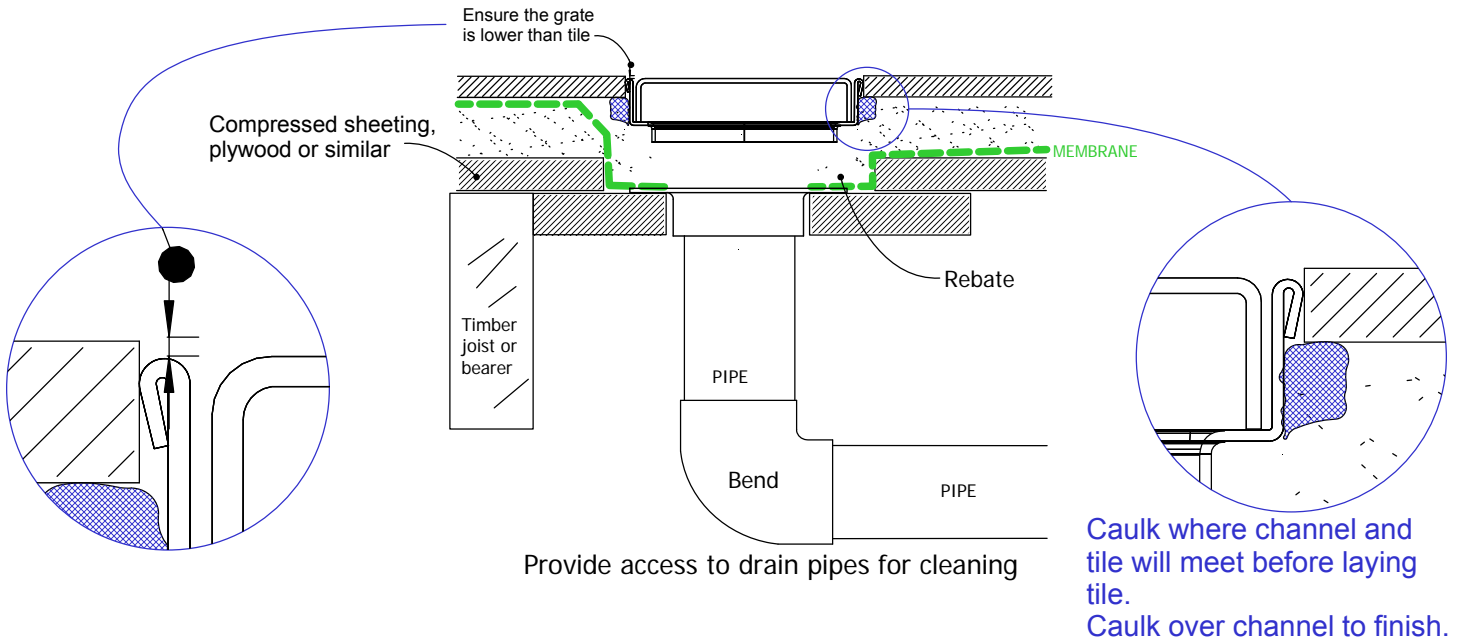 Ensure the grate
is lower than tile
Compressed sheeting,
plywood or similar
MEMBRANE
Rebate
Timber
joist or
bearer
PIPE
Bend
PIPE
Provide access to drain pipes for cleaning
Caulk where channel and
tile will meet before laying
tile.
Caulk over channel to finish.